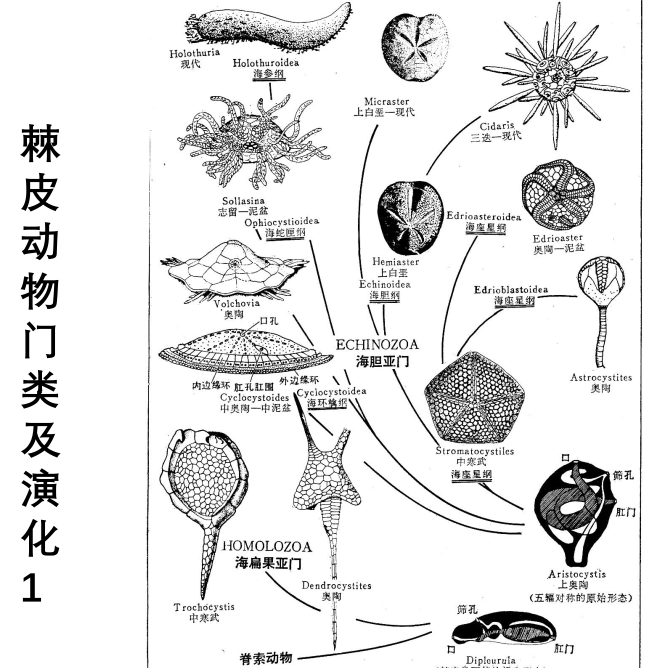 棘皮动物门类及演化1
Holothuria
现代
Holothuroidea
海参纲
Micraster
上白垩—现代
Cidaris
三迭—现代
Sollasina
志留—泥盆
Ophiocystioidea
海蛇匣纲
Hemiaster
上白垩
Echinoidea
海胆纲
Edrioasteroidea
海座星纲
Edrioaster
奥陶—泥盆
Volchovia
奥陶
Edrioblastoidea
海座星纲
Astrocystites
奥陶
口孔
内边缘环 肛孔肛围 外边缘环
Cyclocystoides
中奥陶—中泥盆
Cyclocystoidea
海环檎纲
ECHINOZOA
海胆亚门
Stromatocystiles
中寒武
海座星纲
口
筛孔
肛门
Aristocystis
上奥陶
(五辐对称的原始形态)
HOMOLOZOA
海扁果亚门
Trochocystis
中寒武
Dendrocystites
奥陶
脊索动物
筛孔
口
肛门
Dipleurula